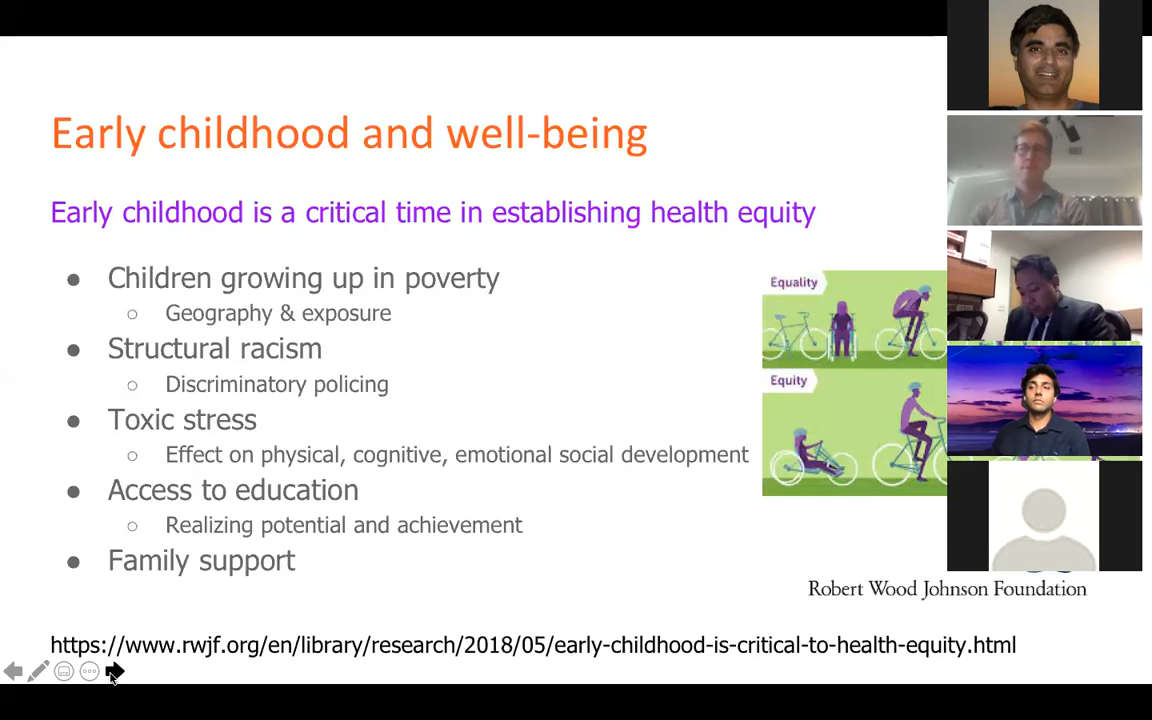 Early childhood and well-being
Early childhood is a critical time in establishing health equity
● Children growing up in poverty
○ Geography & exposure
● Structural racism
○ Discriminatory policing
● Toxic stress
○ Effect on physical, cognitive, emotional social development
● Access to education
○ Realizing potential and achievement
● Family support
Equality
Equity
Robert Wood Johnson Foundation
https://www.rwjf.org/en/library/research/2018/05/early-childhood-is-critical-to-health-equity.html